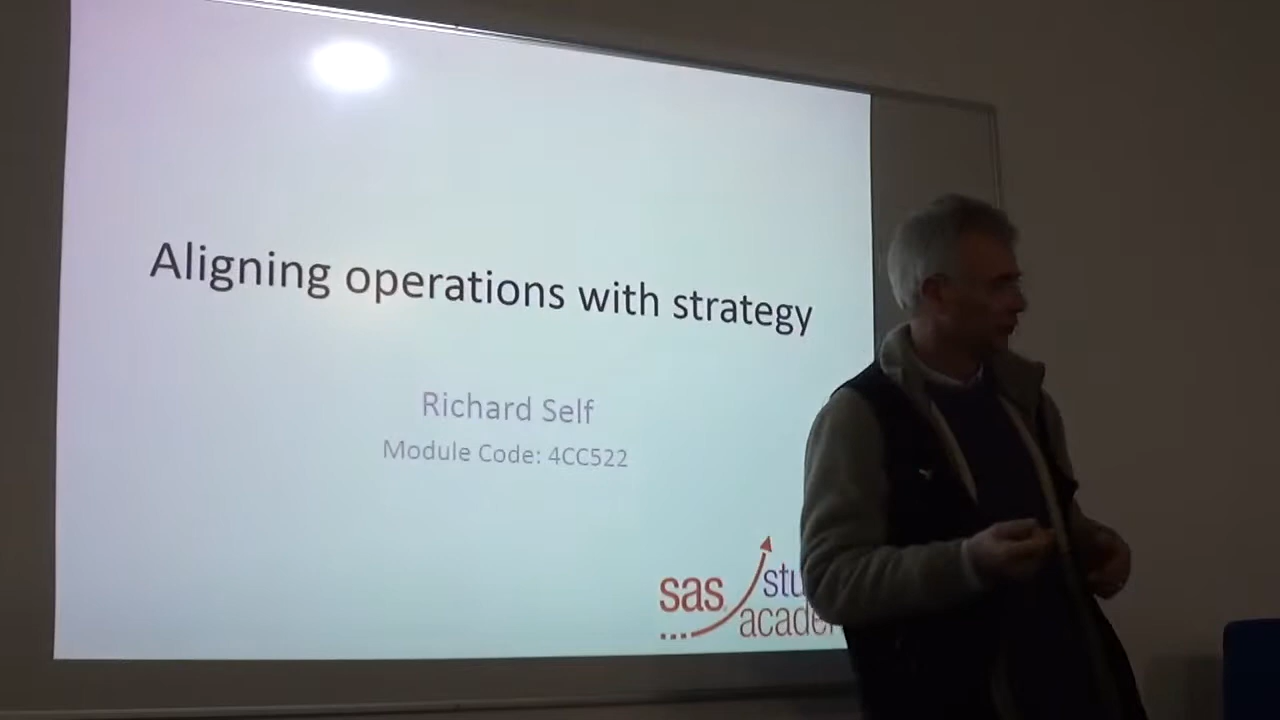 Aligning operations with strategy
Richard Self
Module Code: 4CC522
sas